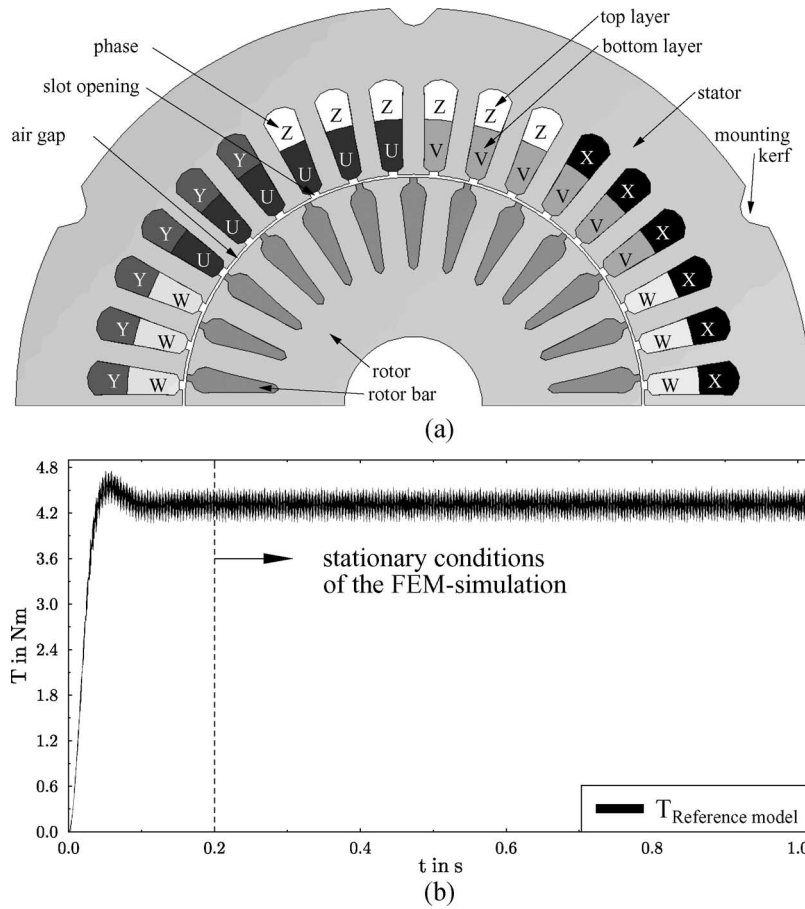 phase
slot opening
air gap
top layer
bottom layer
stator
mounting
kerf
Y
Y
Y
Y
Y
Y
Z
Z
Z
Z
Z
Z
X
X
X
X
X
X
W
W
W
U
U
U
U
U
U
V
V
V
V
V
V
W
W
W
rotor
rotor bar
(a)
4.8
4.2
3.6
3.0
2.4
1.8
1.2
0.6
0.0
T in Nm
stationary conditions
of the FEM-simulation
T Reference model
0.0 0.2 0.4 0.6 0.8 1.0
t in s
(b)